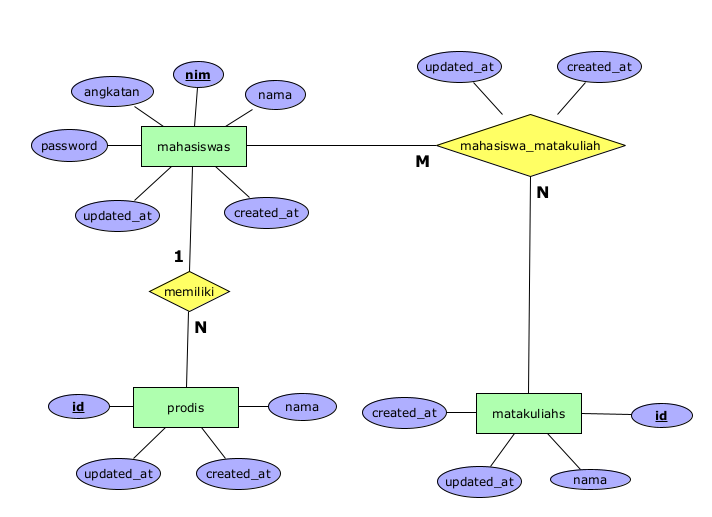 updated_at
created_at
nim
angkatan
nama
password
mahasiswas
mahasiswa_matakuliah
M
N
updated_at
created_at
1
memiliki
N
id
prodis
nama
created_at
matakuliahs
id
updated_at
created_at
updated_at
nama